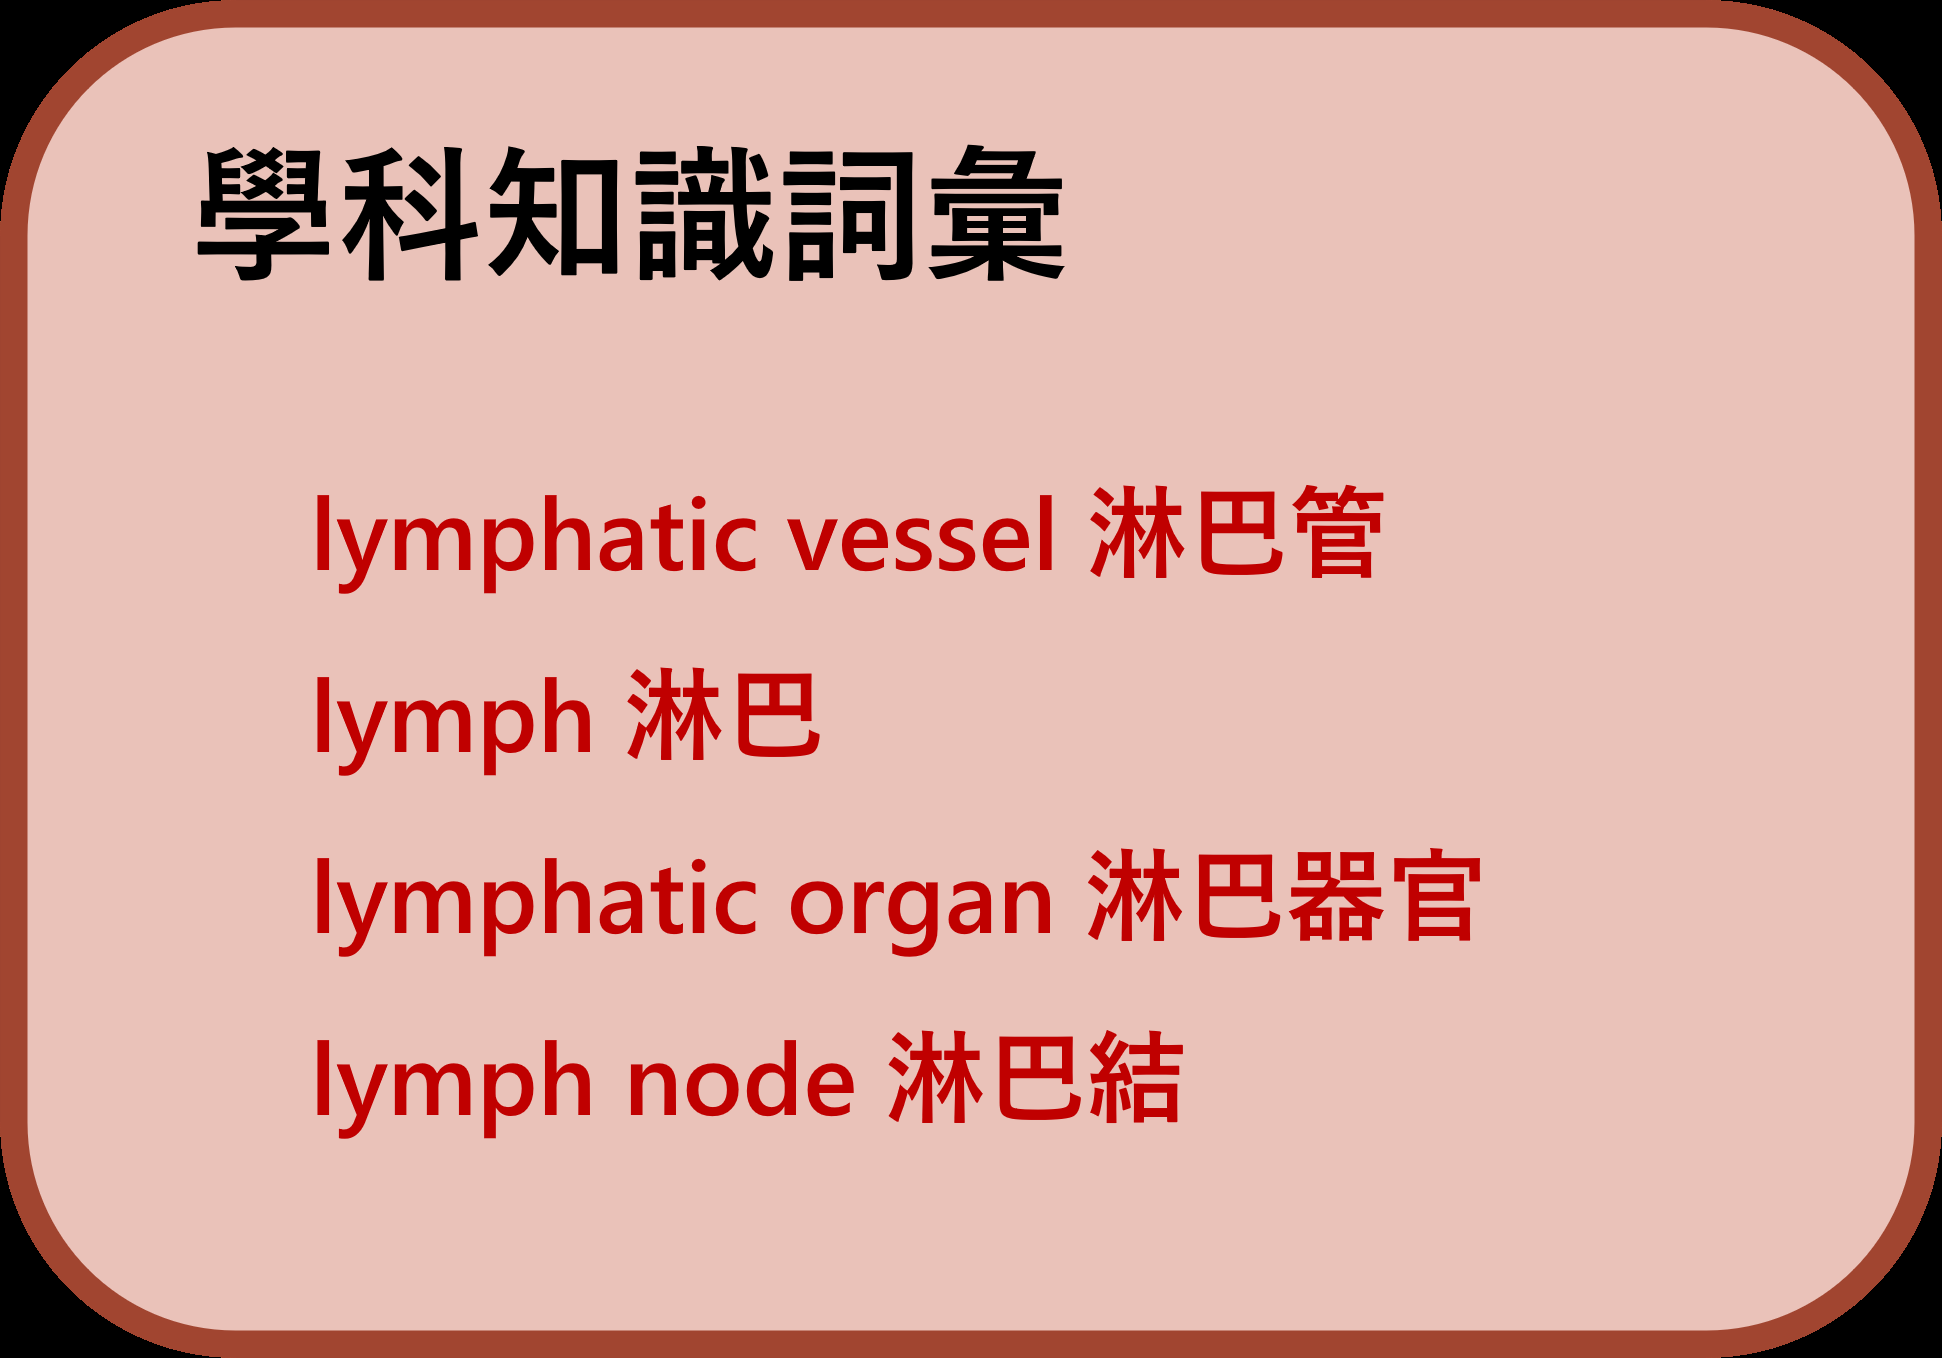 學科知識詞彙
lymphatic vessel 淋巴管
lymph 淋巴
lymphatic organ 淋巴器官
lymph node 淋巴結